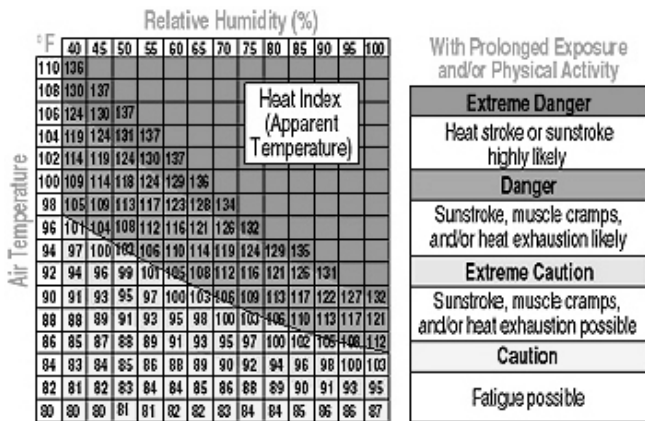 Relative Humidity (%)
°F 40 45 50 55 60 65 70 75 80 85 90 95 100
110 136
108 130 137
106 124 130 137
104 119 124 131 137
102 114 119 124 130 137
100 109 114 118 124 129 136
98 105 109 113 117 123 128 134
96 101 104 108 112 116 121 126 132
94 97 100 103 106 110 114 119 124 129 135
92 94 96 99 101 105 108 112 116 121 126 131
90 91 93 95 97 100 103 106 109 113 117 122 127 132
88 88 89 91 93 95 98 100 103 106 110 113 117 121
86 85 87 88 89 91 93 95 97 100 102 105 108 112
84 83 84 85 86 88 89 90 92 94 96 98 100 103
82 81 82 83 84 84 85 86 88 89 90 91 93 95
80 80 80 81 81 82 82 83 84 84 85 86 86 87
Air Temperature
Heat Index
(Apparent
Temperature)
With Prolonged Exposure
and/or Physical Activity
Extreme Danger
Heat stroke or sunstroke
highly likely
Danger
Sunstroke, muscle cramps,
and/or heat exhaustion likely
Extreme Caution
Sunstroke, muscle cramps,
and/or heat exhaustion possible
Caution
Fatigue possible